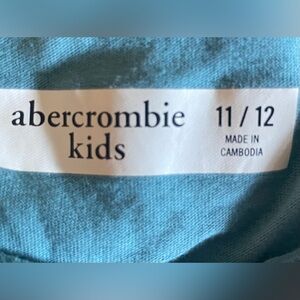 abercrombie
kids
11 / 12
MADE IN
CAMBODIA